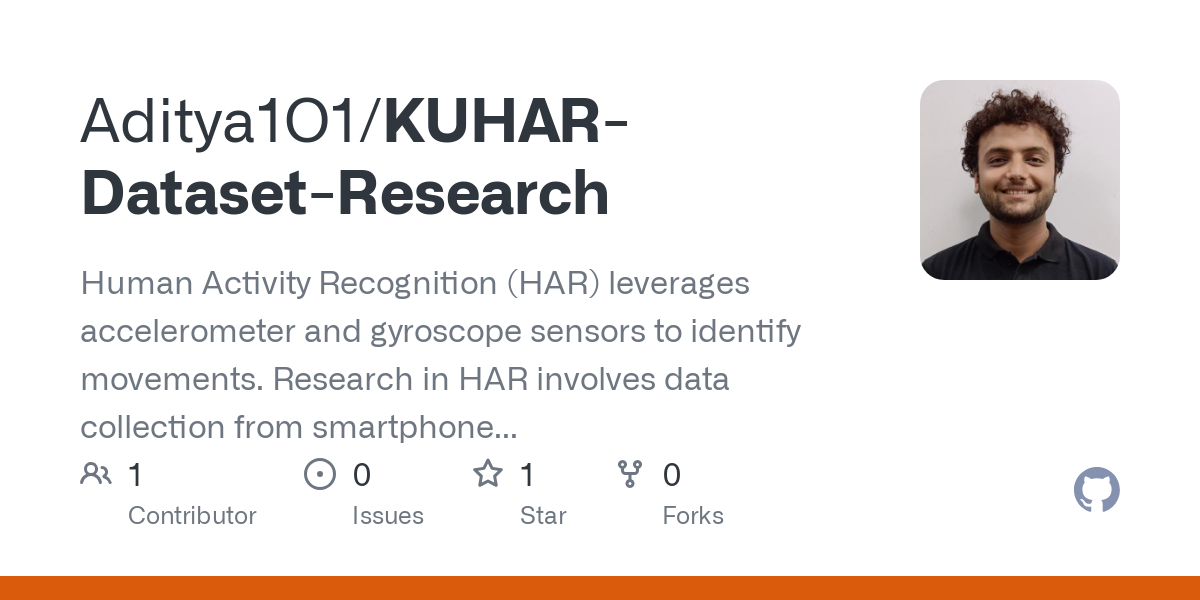 Aditya101/KUHAR-
Dataset-Research
Human Activity Recognition (HAR) leverages
accelerometer and gyroscope sensors to identify
movements. Research in HAR involves data
collection from smartphone...
1 0 1 0
Contributor Issues Star Forks